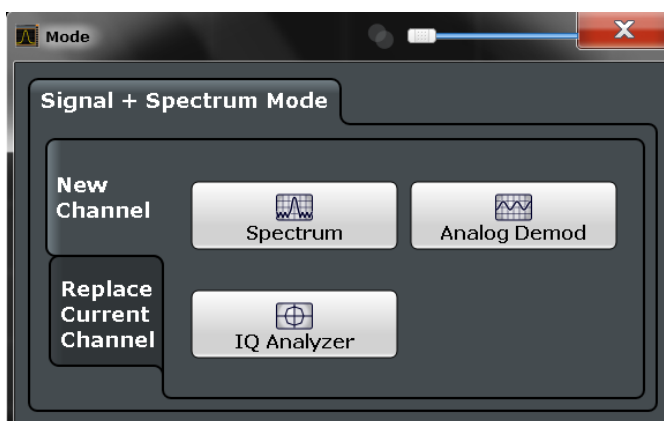 Mode
X
Signal + Spectrum Mode
New
Channel
Spectrum
Analog Demod
Replace
Current
Channel
IQ Analyzer